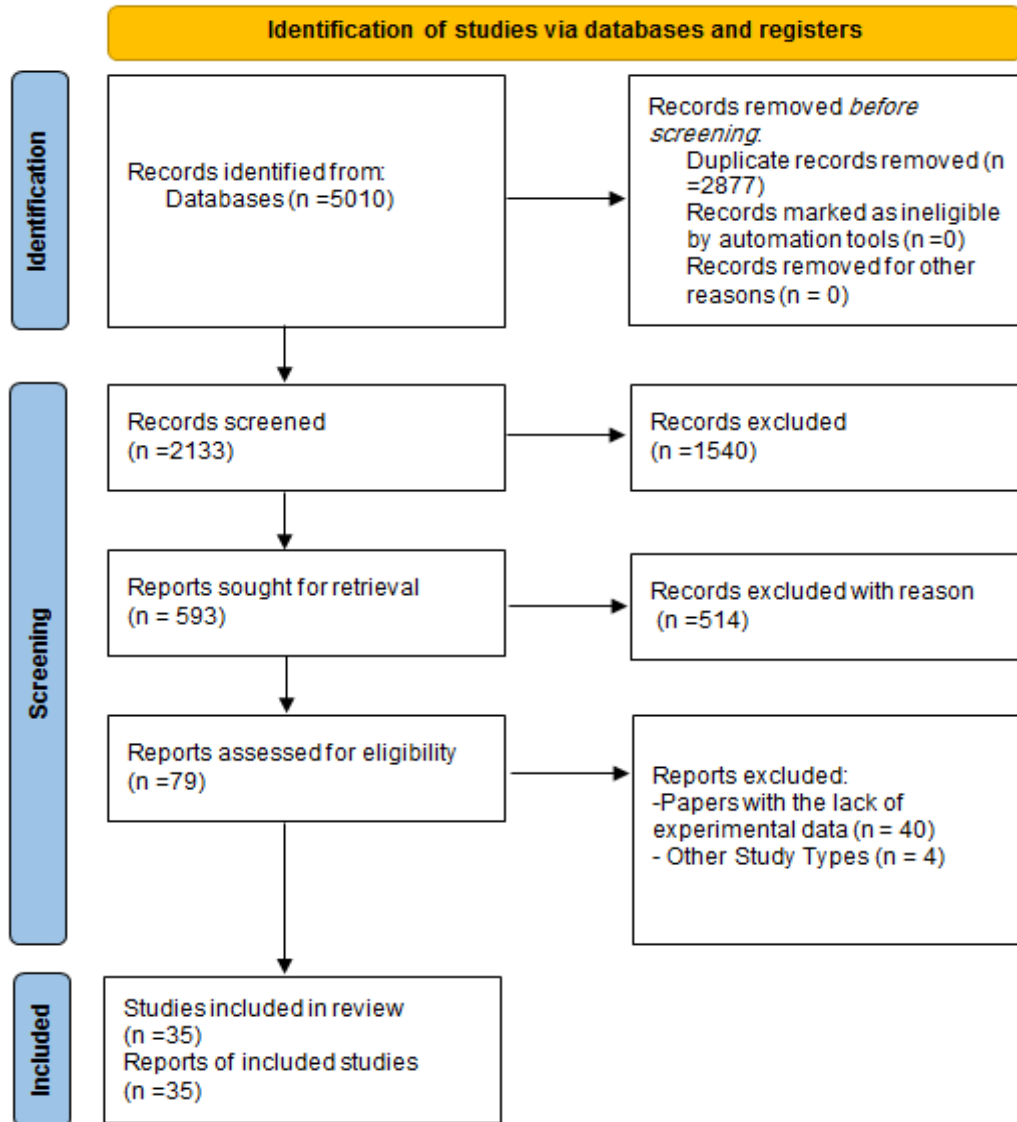 Identification of studies via databases and registers
Identification
Records identified from:
Databases (n =5010)
Records removed before
screening:
Duplicate records removed (n
=2877)
Records marked as ineligible
by automation tools (n =0)
Records removed for other
reasons (n = 0)
Screening
Records screened
(n =2133)
Records excluded
(n =1540)
Reports sought for retrieval
(n = 593)
Records excluded with reason
(n =514)
Reports assessed for eligibility
(n =79)
Reports excluded:
-Papers with the lack of
experimental data (n = 40)
- Other Study Types (n = 4)
Included
Studies included in review
(n =35)
Reports of included studies
(n =35)